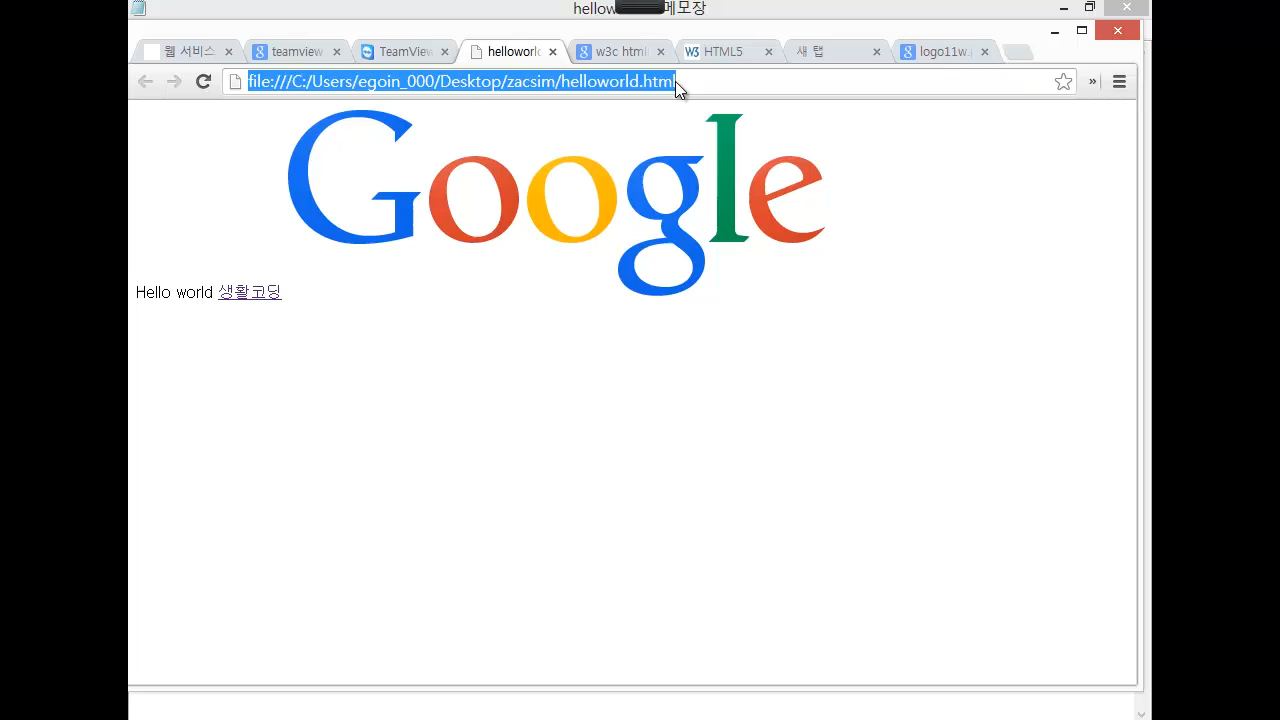 hellow 메모장
웹 서비스 teamview TeamView helloworld w3c html HTML5 새 탭 logo11w.p
file:///C:/Users/egoin_000/Desktop/zacsim/helloworld.html
Google
Hello world 생활코딩